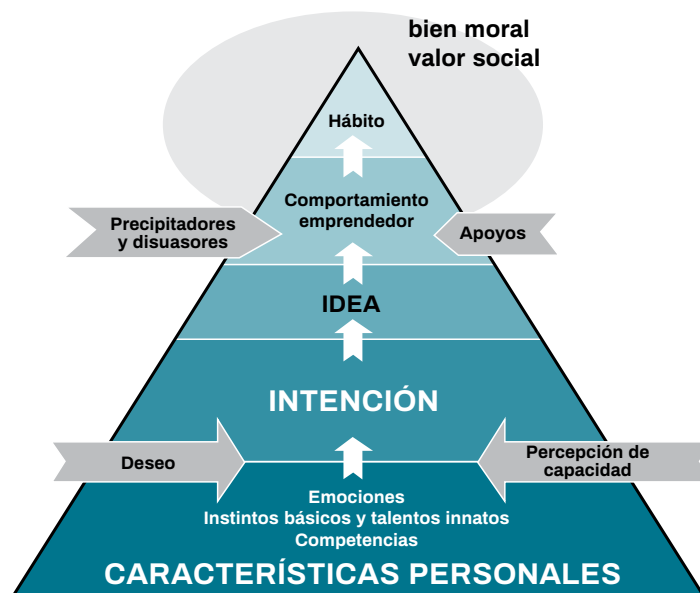 bien moral
valor social
Hábito
Comportamiento
emprendedor
Precipitadores
y disuasores
Apoyos
IDEA
INTENCIÓN
Deseo
Percepción de
capacidad
Emociones
Instintos básicos y talentos innatos
Competencias
CARACTERÍSTICAS PERSONALES